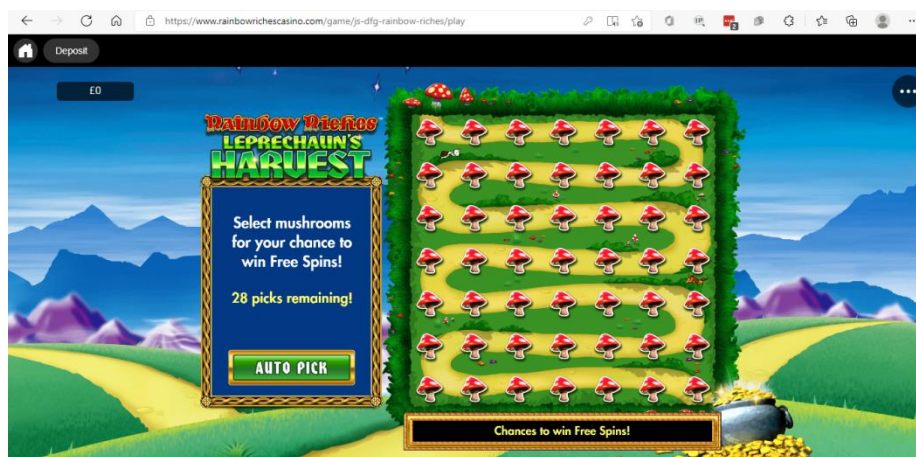 https://www.rainbowrichescasino.com/game/js-dfg-rainbow-riches/play
2
Deposit
£0
Rainbow Riches
LEPRECHAUN'S
HARVEST
Select mushrooms
for your chance to
win Free Spins!
28 picks remaining!
AUTO PICK
Chances to win Free Spins!